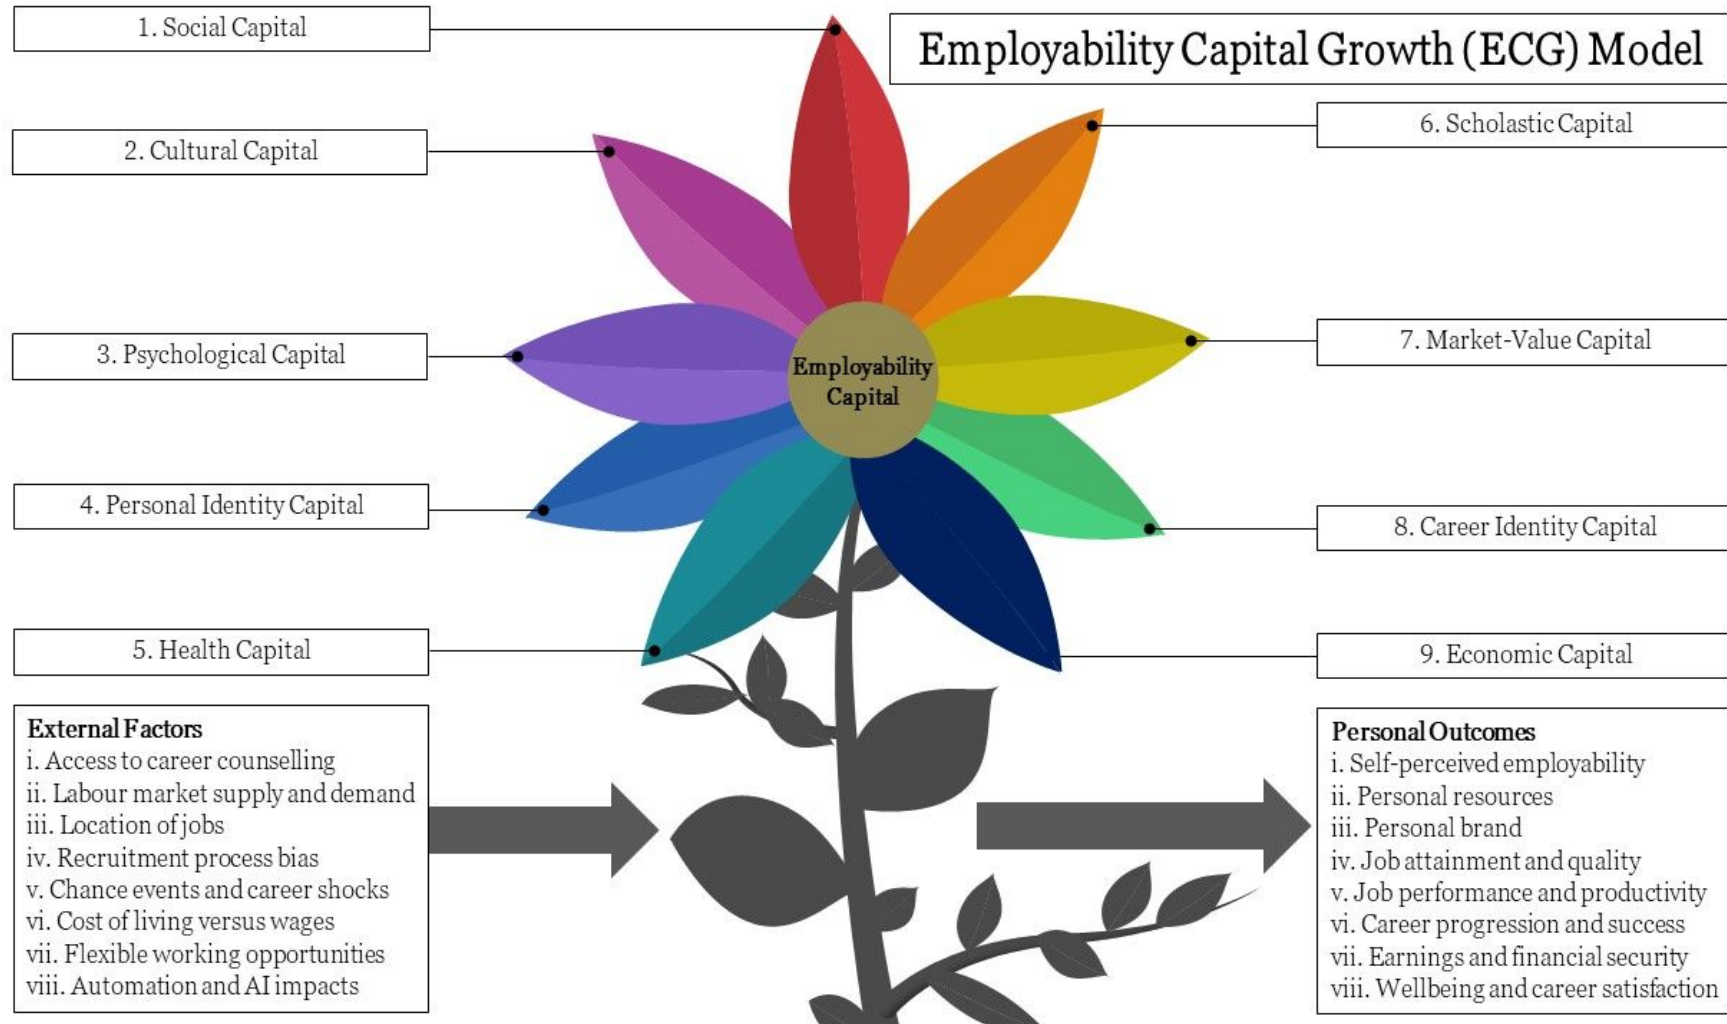 Employability Capital Growth (ECG) Model
1. Social Capital
2. Cultural Capital
3. Psychological Capital
4. Personal Identity Capital
5. Health Capital
6. Scholastic Capital
7. Market-Value Capital
8. Career Identity Capital
9. Economic Capital
Employability
Capital
External Factors
i. Access to career counselling
ii. Labour market supply and demand
iii. Location of jobs
iv. Recruitment process bias
v. Chance events and career shocks
vi. Cost of living versus wages
vii. Flexible working opportunities
viii. Automation and AI impacts
Personal Outcomes
i. Self-perceived employability
ii. Personal resources
iii. Personal brand
iv. Job attainment and quality
v. Job performance and productivity
vi. Career progression and success
vii. Earnings and financial security
viii. Wellbeing and career satisfaction